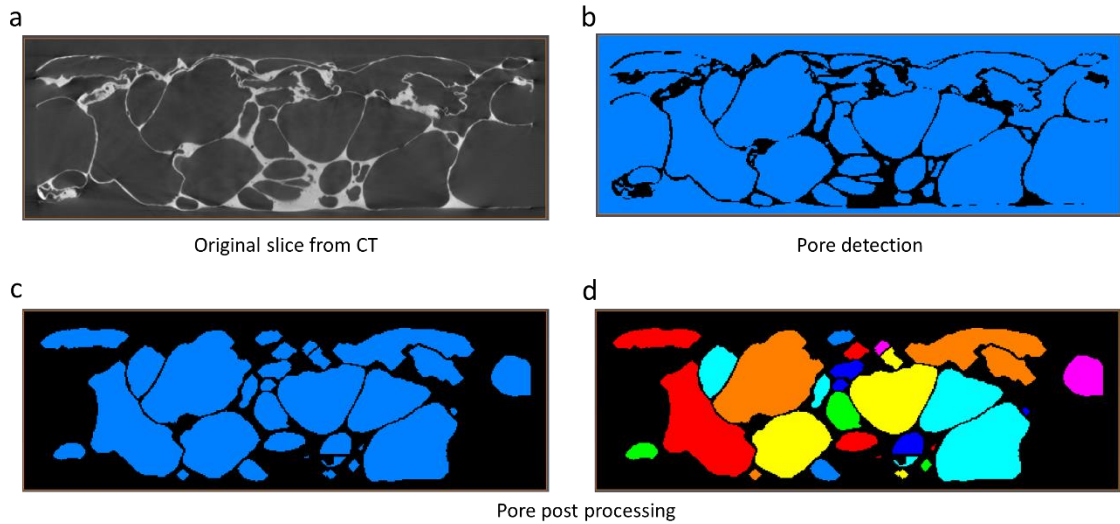 a
b
Original slice from CT
Pore detection
c
d
Pore post processing